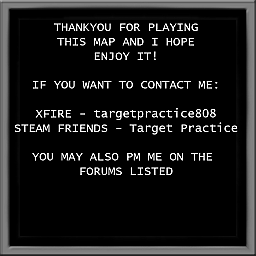 THANKYOU FOR PLAYING
THIS MAP AND I HOPE
ENJOY IT!
IF YOU WANT TO CONTACT ME:
XFIRE - targetpractice808
STEAM FRIENDS - Target Practice
YOU MAY ALSO PM ME ON THE
FORUMS LISTED